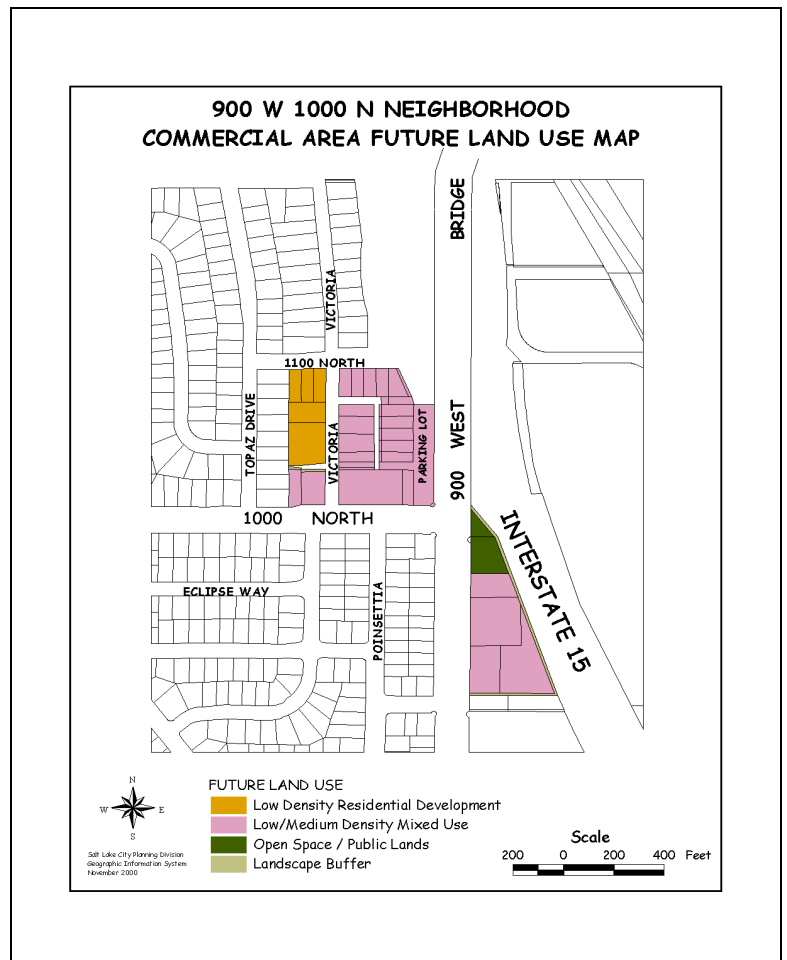 900 W 1000 N NEIGHBORHOOD
COMMERCIAL AREA FUTURE LAND USE MAP
BRIDGE
VICTORIA
1100 NORTH
TOPAZ DRIVE
VICTORIA
PARKING LOT
900 WEST
1000 NORTH
INTERSTATE 15
ECLIPSE WAY
POINSETTIA
N
W E
S
Salt Lake City Planning Division
Geographic Information System
November 2000
FUTURE LAND USE
Low Density Residential Development
Low/Medium Density Mixed Use
Open Space / Public Lands
Landscape Buffer
Scale
200 0 200 400 Feet